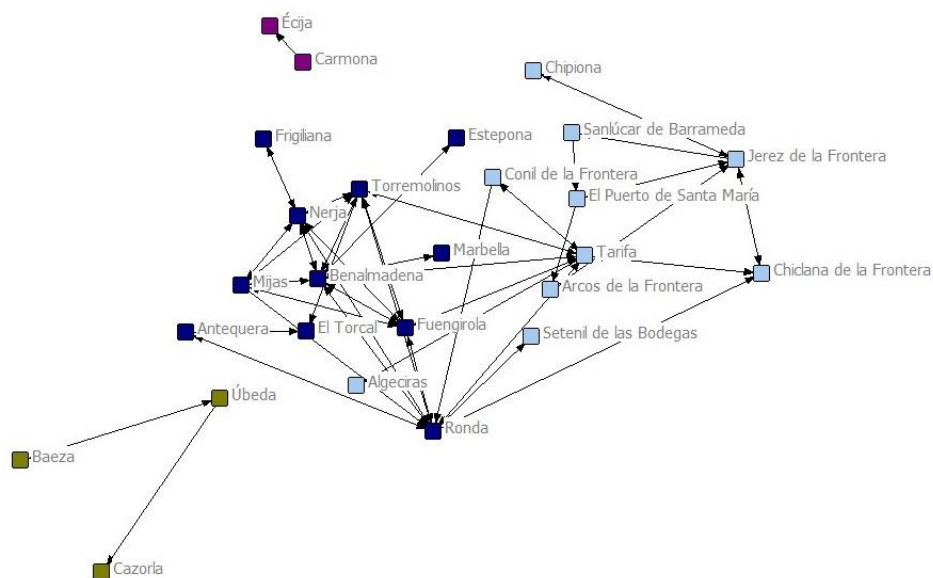 Écija
Carmona
Chipiona
Frigiliana
Estepona
Sanlúcar de Barrameda
Jerez de la Frontera
Conil de la Frontera
Torremolinos
El Puerto de Santa María
Nerja
Marbella
Tarifa
Mijas
Benalmadena
Chiclana de la Frontera
Arcos de la Frontera
Antequera
El Torcal
Fuengirola
Setenil de las Bodegas
Algeciras
Úbeda
Ronda
Baeza
Cazorla